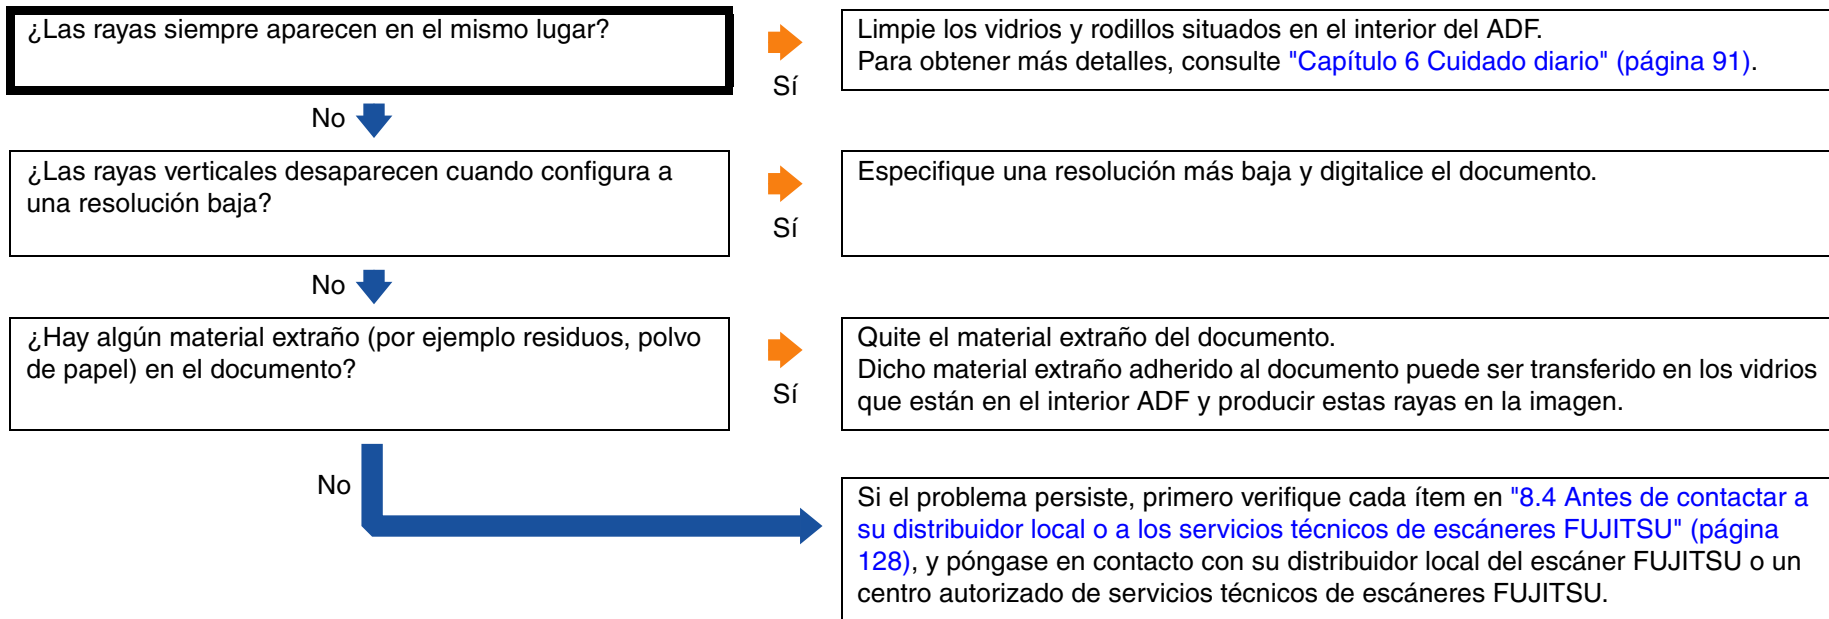 ¿Las rayas siempre aparecen en el mismo lugar?
Sí
Limpie los vidrios y rodillos situados en el interior del ADF.
Para obtener más detalles, consulte "Capítulo 6 Cuidado diario" (página 91).
No
¿Las rayas verticales desaparecen cuando configura a
una resolución baja?
Sí
Especifique una resolución más baja y digitalice el documento.
No
¿Hay algún material extraño (por ejemplo residuos, polvo
de papel) en el documento?
Sí
Quite el material extraño del documento.
Dicho material extraño adherido al documento puede ser transferido en los vidrios
que están en el interior ADF y producir estas rayas en la imagen.
No
Si el problema persiste, primero verifique cada ítem en "8.4 Antes de contactar a
su distribuidor local o a los servicios técnicos de escáneres FUJITSU" (página
128), y póngase en contacto con su distribuidor local del escáner FUJITSU o un
centro autorizado de servicios técnicos de escáneres FUJITSU.